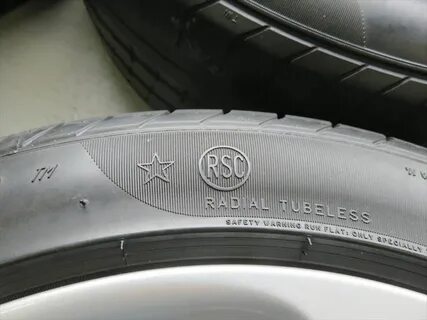 RSC
RADIAL TUBELESS
SAFETY WARNING RUN FLAT: ONLY SPECIALLY